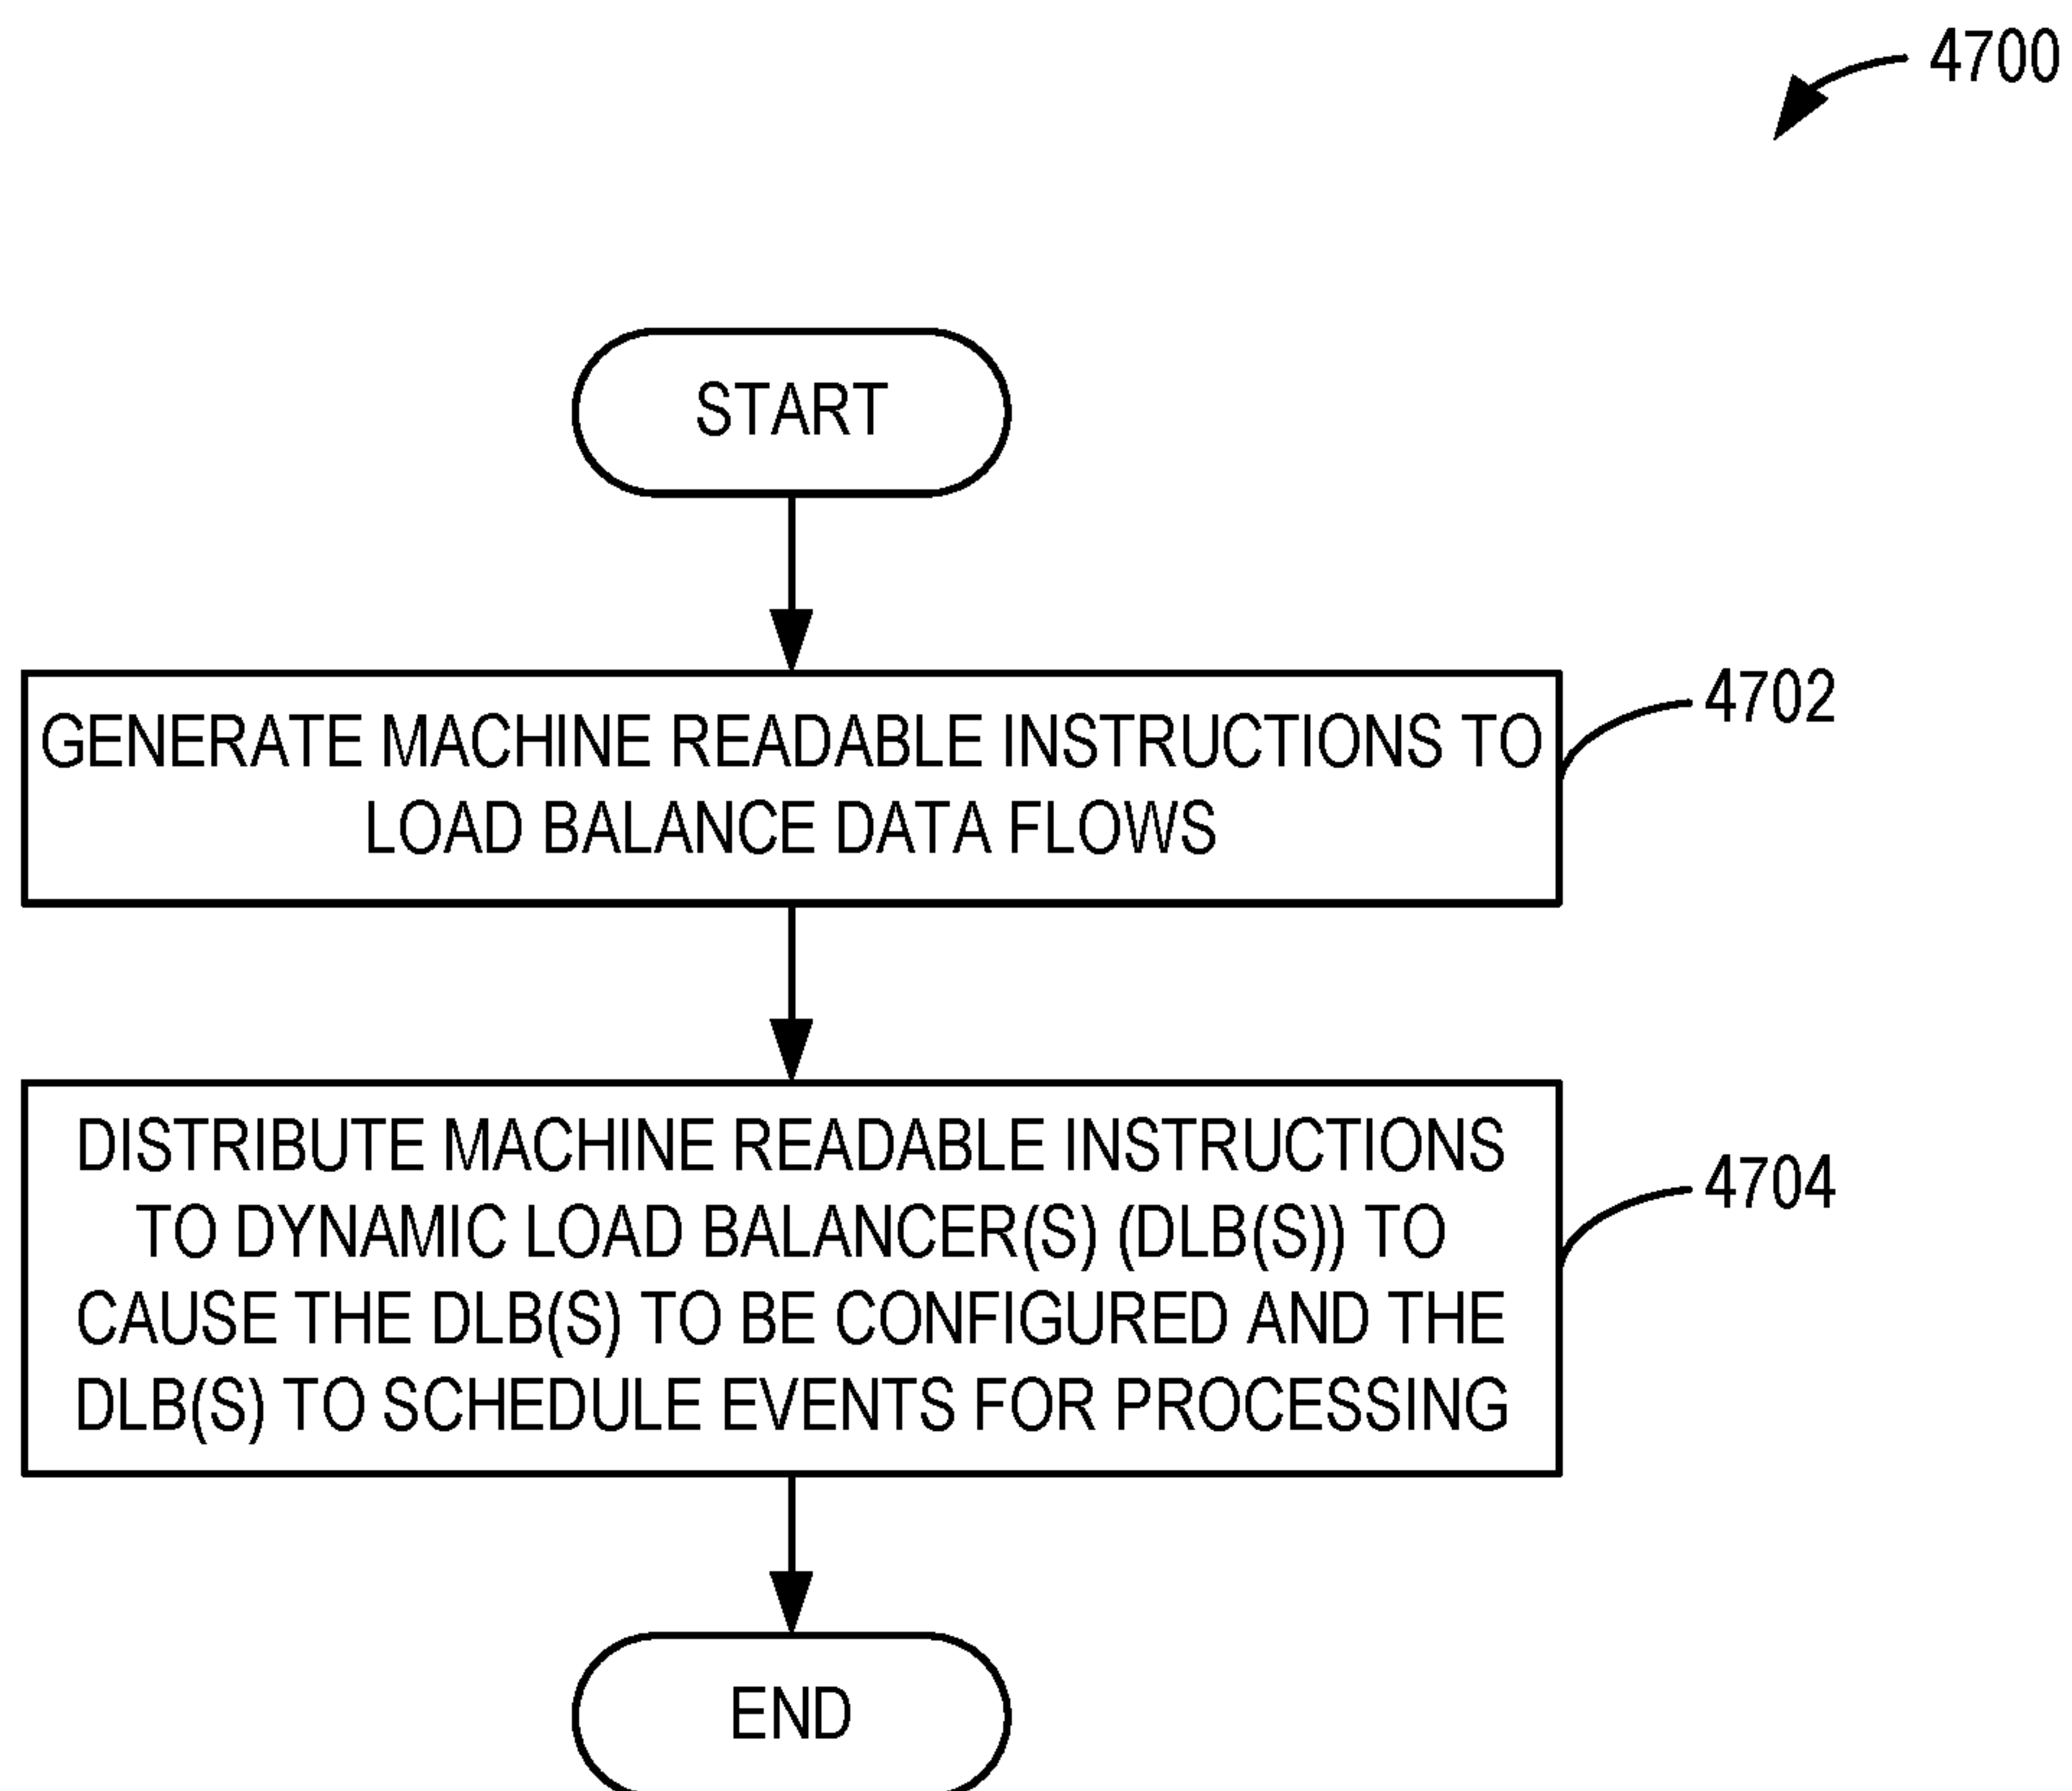 4700
START
GENERATE MACHINE READABLE INSTRUCTIONS TO
LOAD BALANCE DATA FLOWS
4702
DISTRIBUTE MACHINE READABLE INSTRUCTIONS
TO DYNAMIC LOAD BALANCER(S) (DLB(S)) TO
CAUSE THE DLB(S) TO BE CONFIGURED AND THE
DLB(S) TO SCHEDULE EVENTS FOR PROCESSING
4704
END